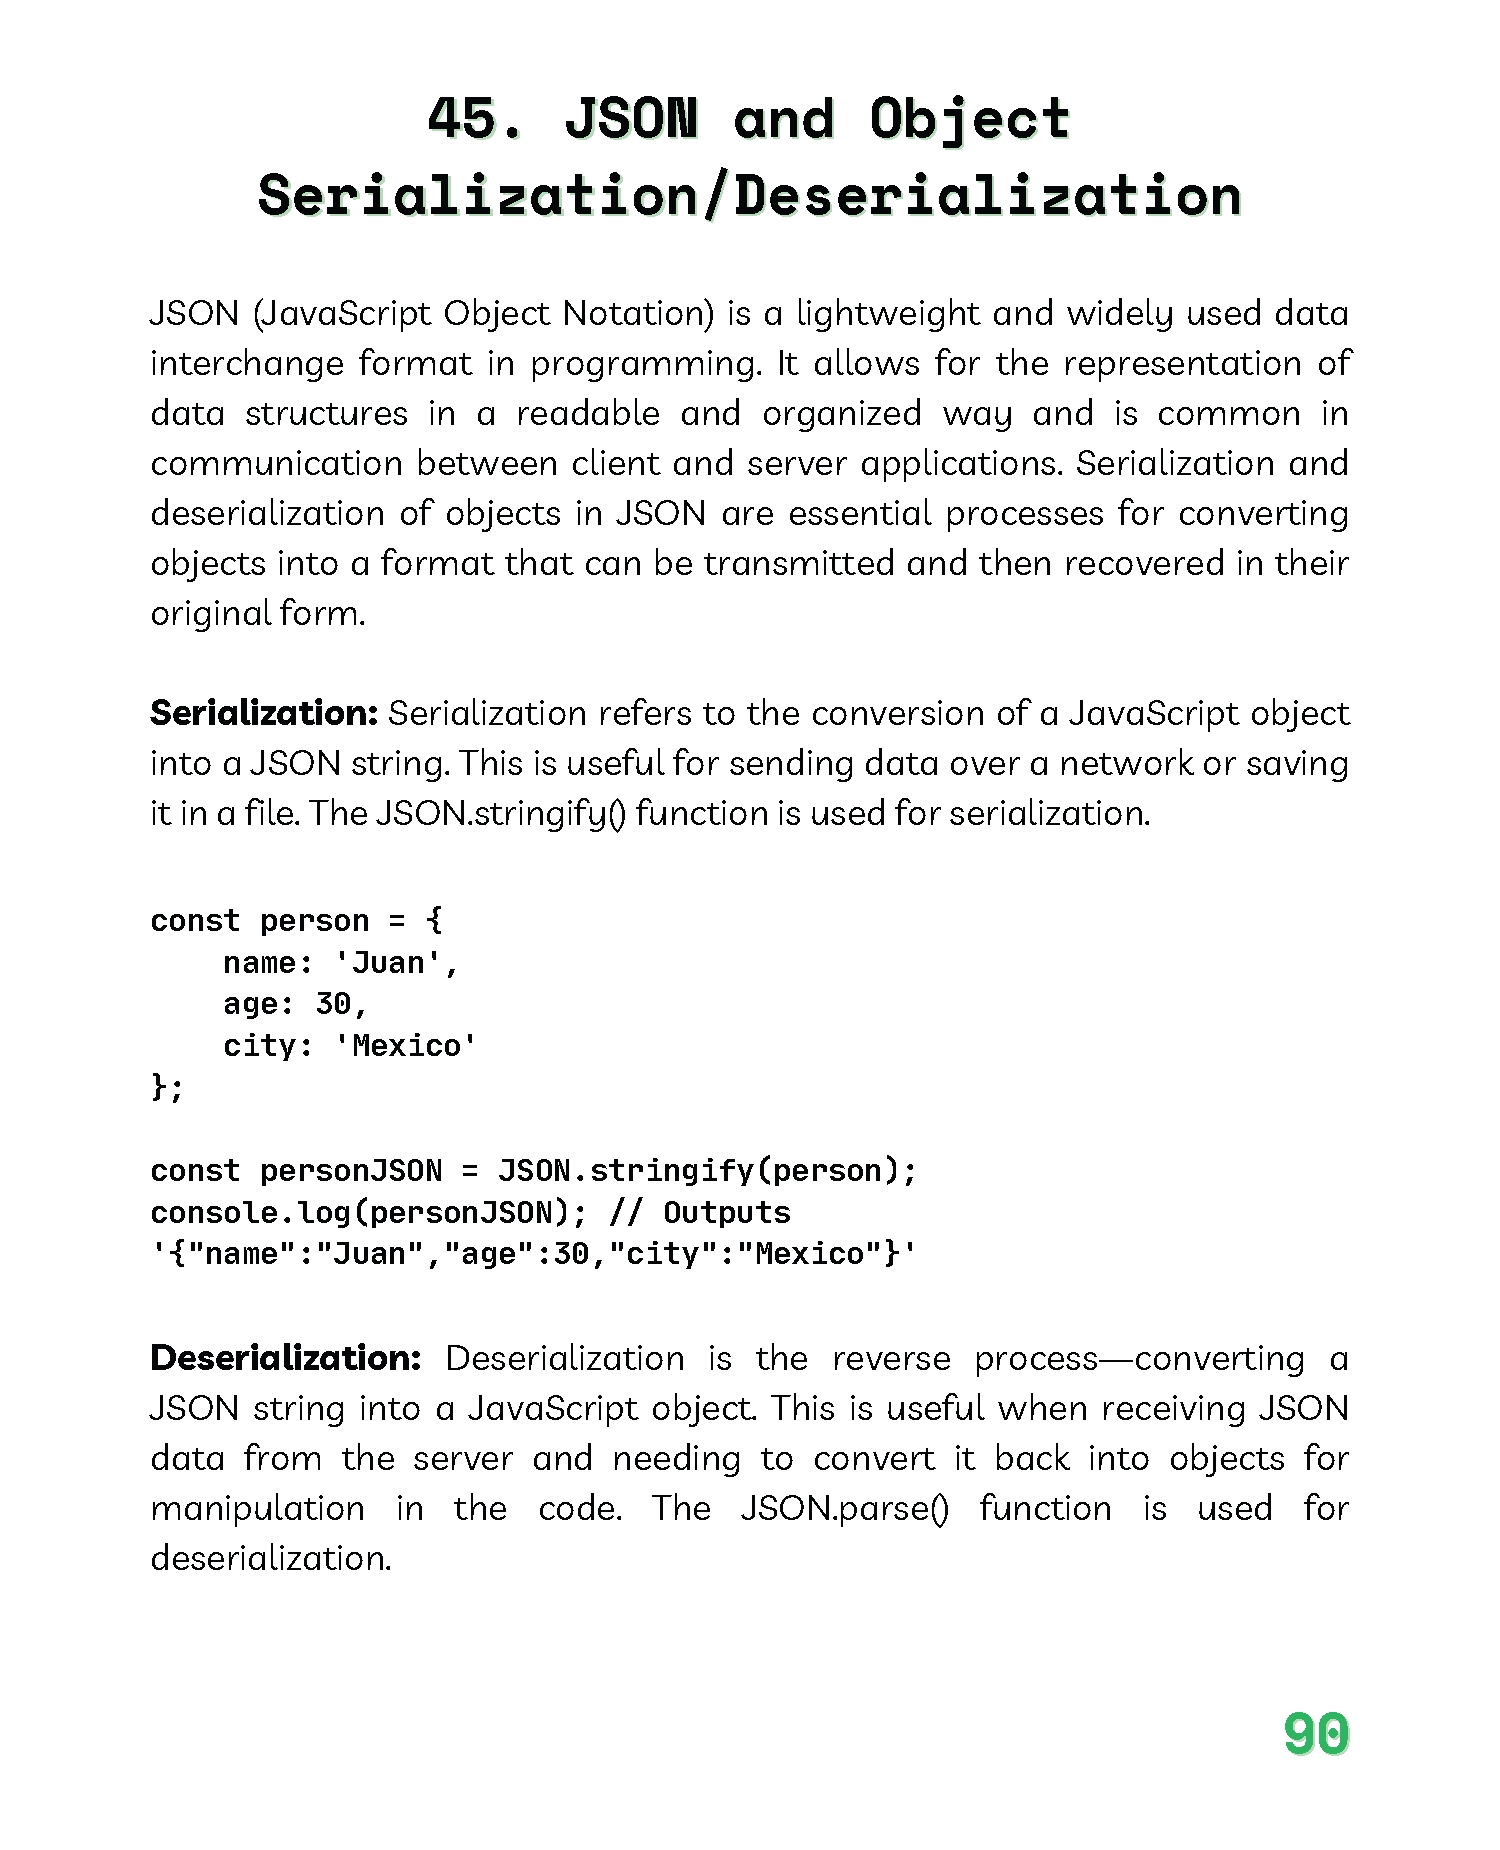 45. JSON and Object
Serialization/Deserialization
JSON (JavaScript Object Notation) is a lightweight and widely used data
interchange format in programming. It allows for the representation of
data structures in a readable and organized way and is common in
communication between client and server applications. Serialization and
deserialization of objects in JSON are essential processes for converting
objects into a format that can be transmitted and then recovered in their
original form.
Serialization: Serialization refers to the conversion of a JavaScript object
into a JSON string. This is useful for sending data over a network or saving
it in a file. The JSON.stringify() function is used for serialization.
const person = {
    name: 'Juan',
    age: 30,
    city: 'Mexico'
};
const personJSON = JSON.stringify(person);
console.log(personJSON); // Outputs
'{"name":"Juan","age":30,"city":"Mexico"}'
Deserialization: Deserialization is the reverse process—converting a
JSON string into a JavaScript object. This is useful when receiving JSON
data from the server and needing to convert it back into objects for
manipulation in the code. The JSON.parse() function is used for
deserialization.
90